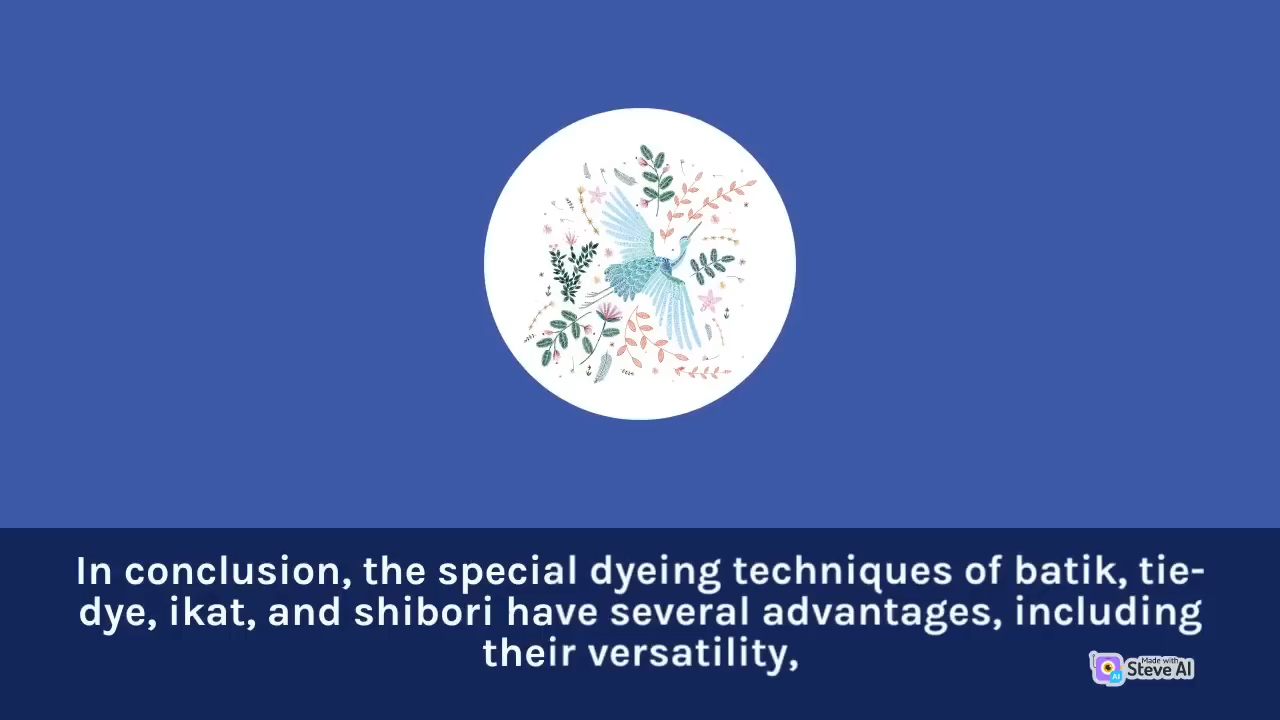 In conclusion, the special dyeing techniques of batik, tie-
dye, ikat, and shibori have several advantages, including
their versatility,
Made with
Steve AI
AI